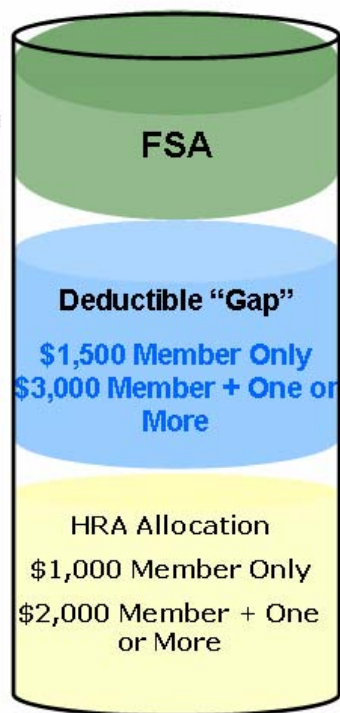 FSA
Deductible “Gap”
$1,500 Member Only
$3,000 Member + One or
More
HRA Allocation
$1,000 Member Only
$2,000 Member + One
or More